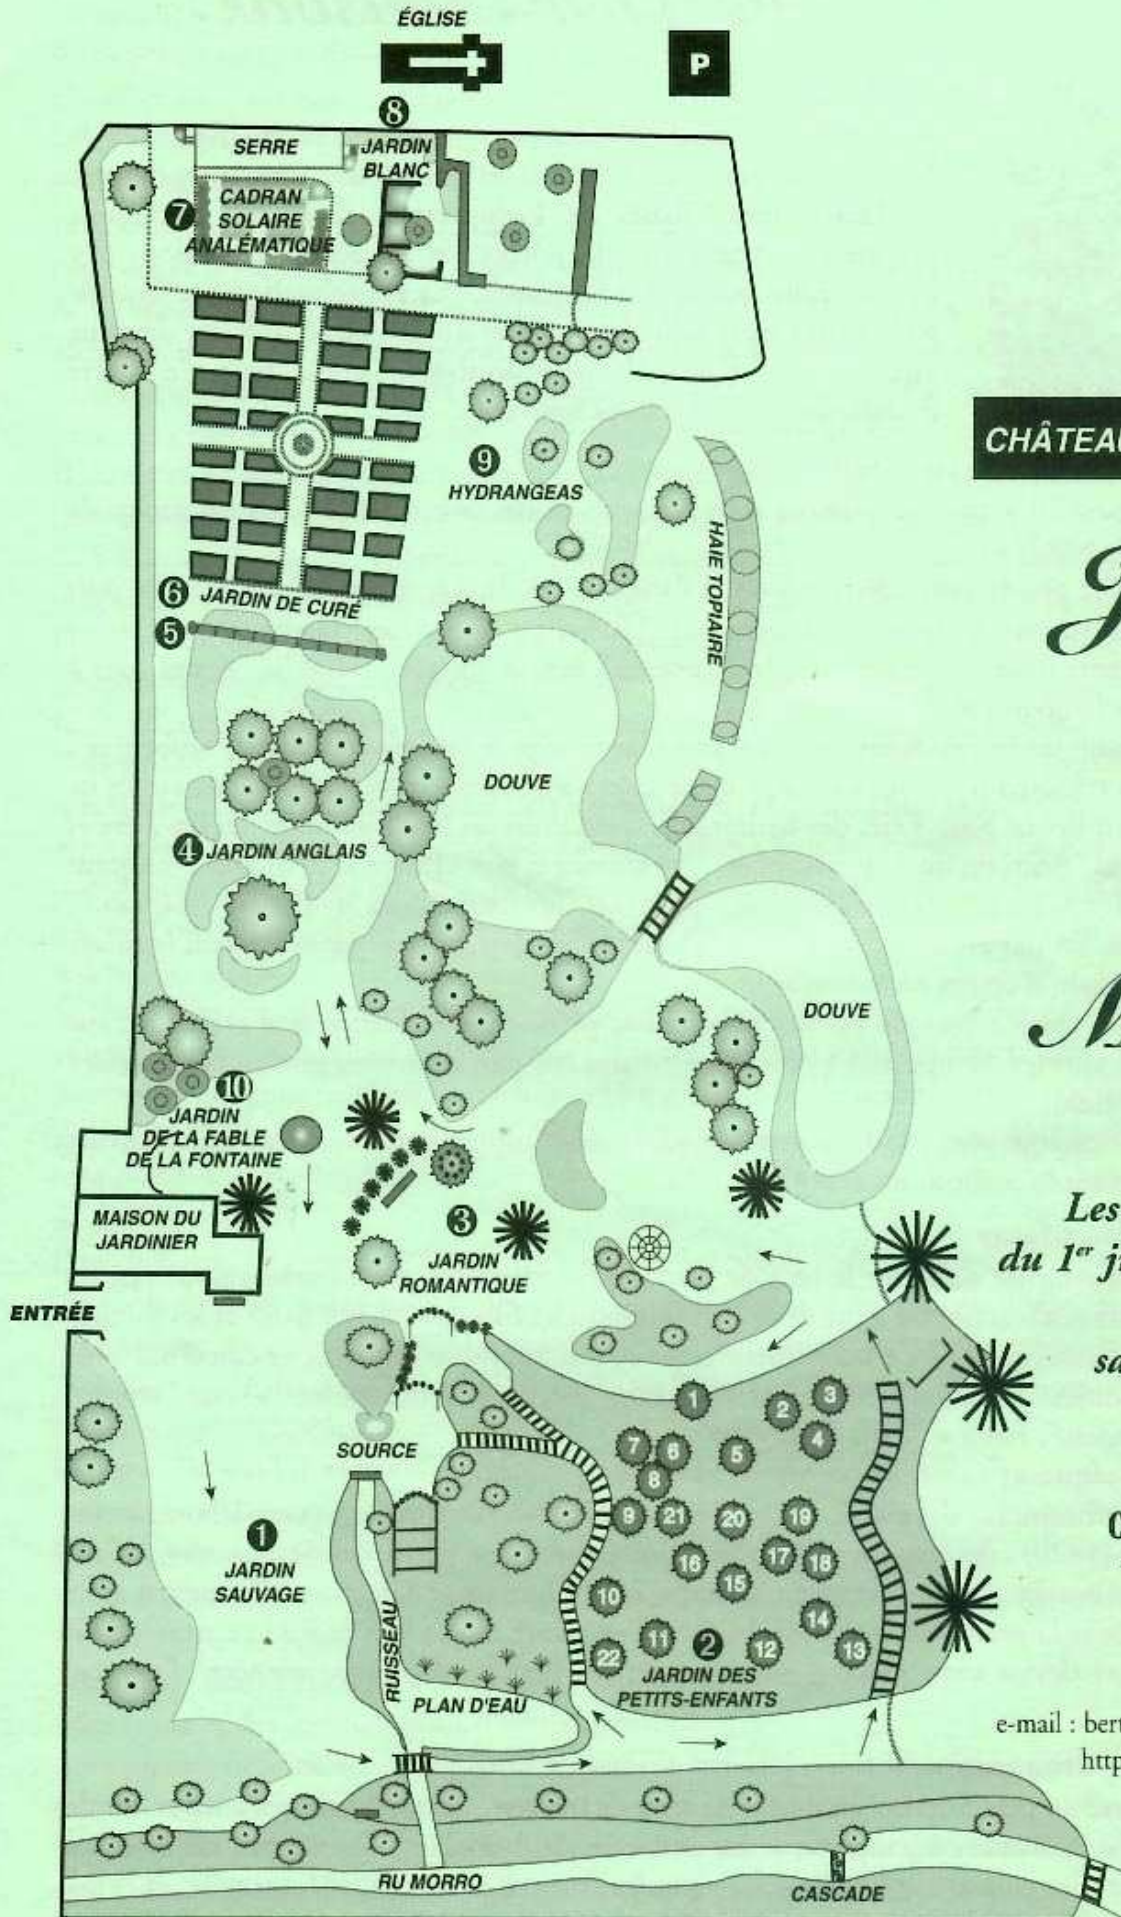 ÉGLISE
P
8
SERRE
JARDIN
BLANC
7
CADRAN
SOLAIRE
ANALÉMATIQUE
9
HYDRANGEAS
HAIE TOPIAIRE
6 JARDIN DE CURÉ
5
DOUVE
4 JARDIN ANGLAIS
DOUVE
10
JARDIN
DE LA FABLE
DE LA FONTAINE
MAISON DU
JARDINIER
3
JARDIN
ROMANTIQUE
ENTRÉE
SOURCE
1
JARDIN
SAUVAGE
RUISSEAU
PLAN D'EAU
1
2
3
4
5
6
7
8
9
21
20
19
16
17
18
15
10
14
11
12
13
22
2
JARDIN DES
PETITS-ENFANTS
RU MORRO
CASCADE
CHÂTEAU
J
M
Les
du 1er j
sa
0
e-mail : bert
http